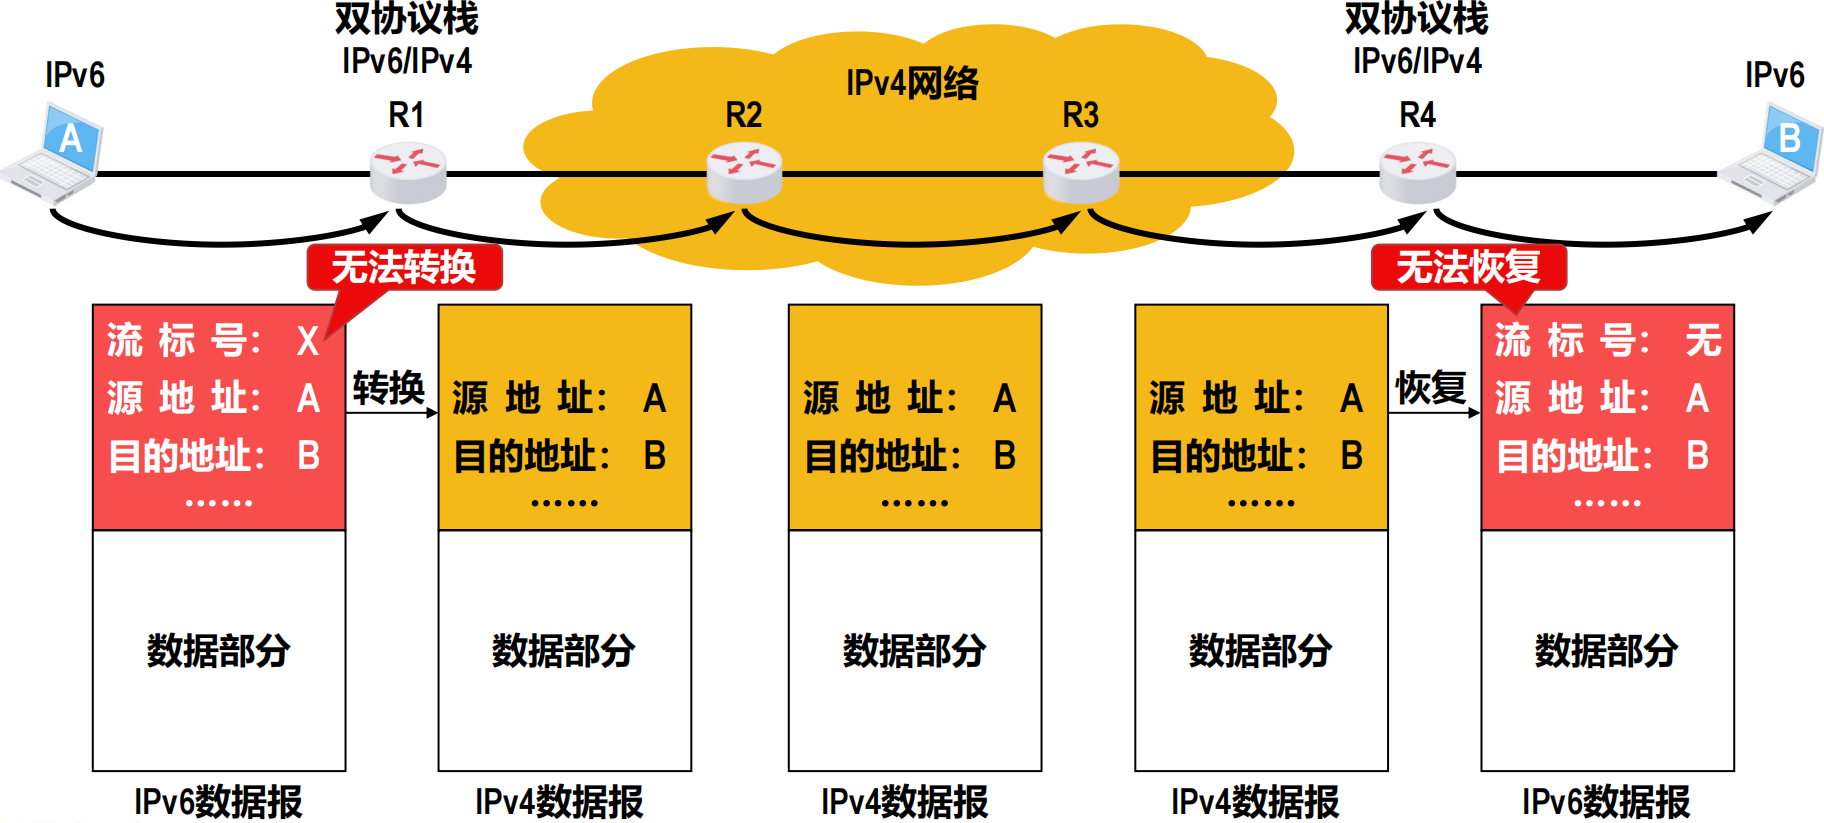 双协议栈
IPv6/IPv4
双协议栈
IPv6/IPv4
IPv6
IPv4网络
IPv6
R1
R2
R3
R4
A
B
无法转换
无法恢复
流标号： X
源地址： A
目的地址： B
……
数据部分
IPv6数据报
转换
源地址： A
目的地址： B
……
数据部分
IPv4数据报
源地址： A
目的地址： B
……
数据部分
IPv4数据报
源地址： A
目的地址： B
……
数据部分
IPv4数据报
恢复
流标号： 无
源地址： A
目的地址： B
……
数据部分
IPv6数据报